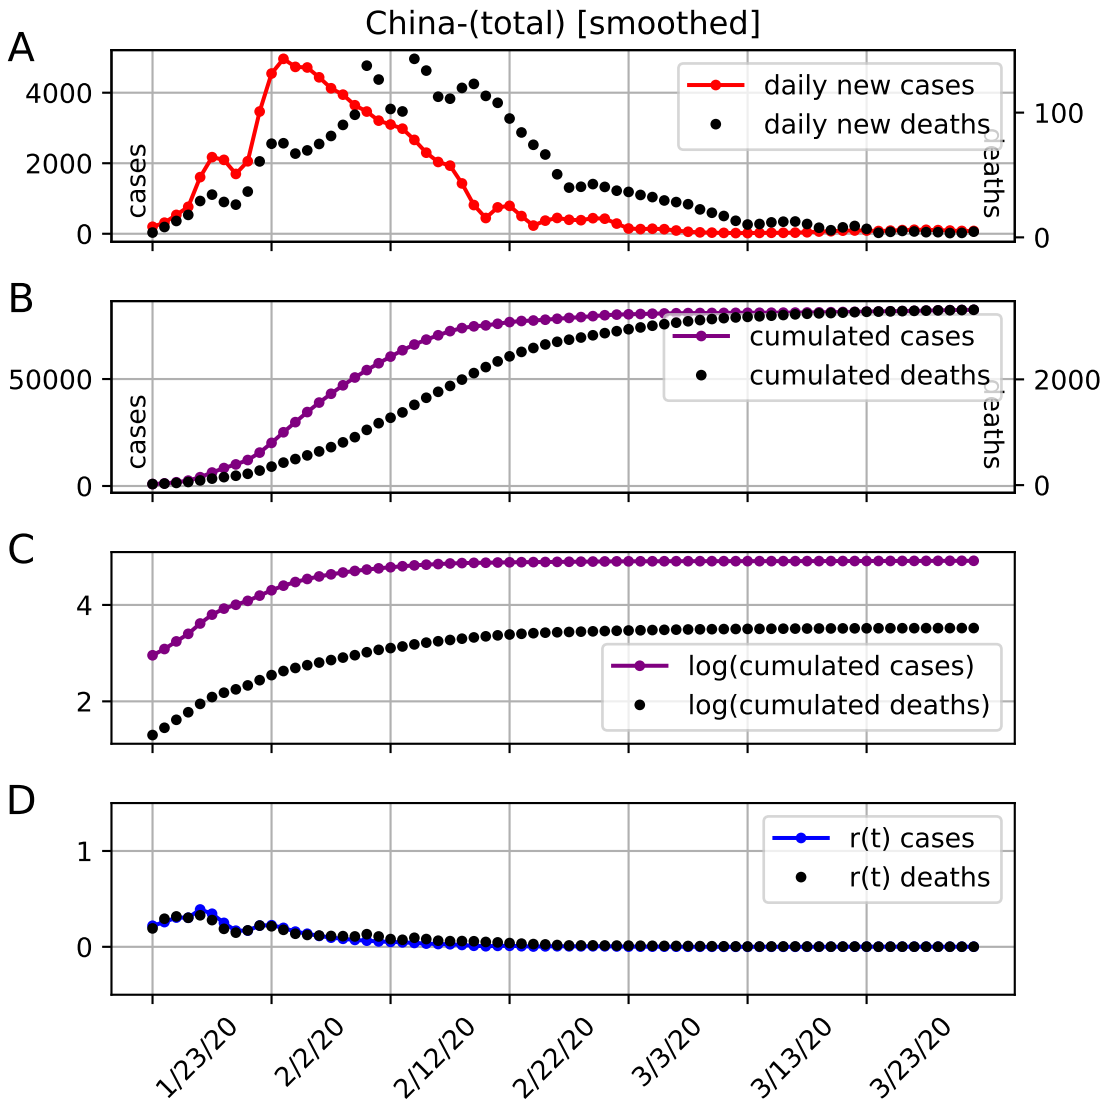 China-(total) [smoothed]
A
4000
2000
0
cases
daily new cases
daily new deaths
100
0
deaths
B
50000
0
cases
cumulated cases
cumulated deaths
2000
0
deaths
C
4
2
log(cumulated cases)
log(cumulated deaths)
D
1
0
r(t) cases
r(t) deaths
1/23/20
2/2/20
2/12/20
2/22/20
3/3/20
3/13/20
3/23/20